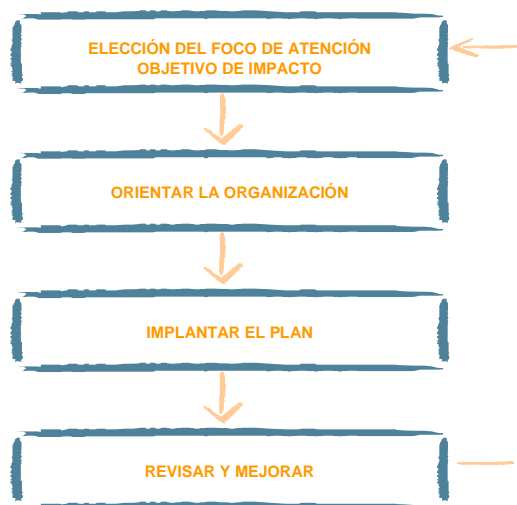 ELECCIÓN DEL FOCO DE ATENCIÓN
OBJETIVO DE IMPACTO
ORIENTAR LA ORGANIZACIÓN
IMPLANTAR EL PLAN
REVISAR Y MEJORAR